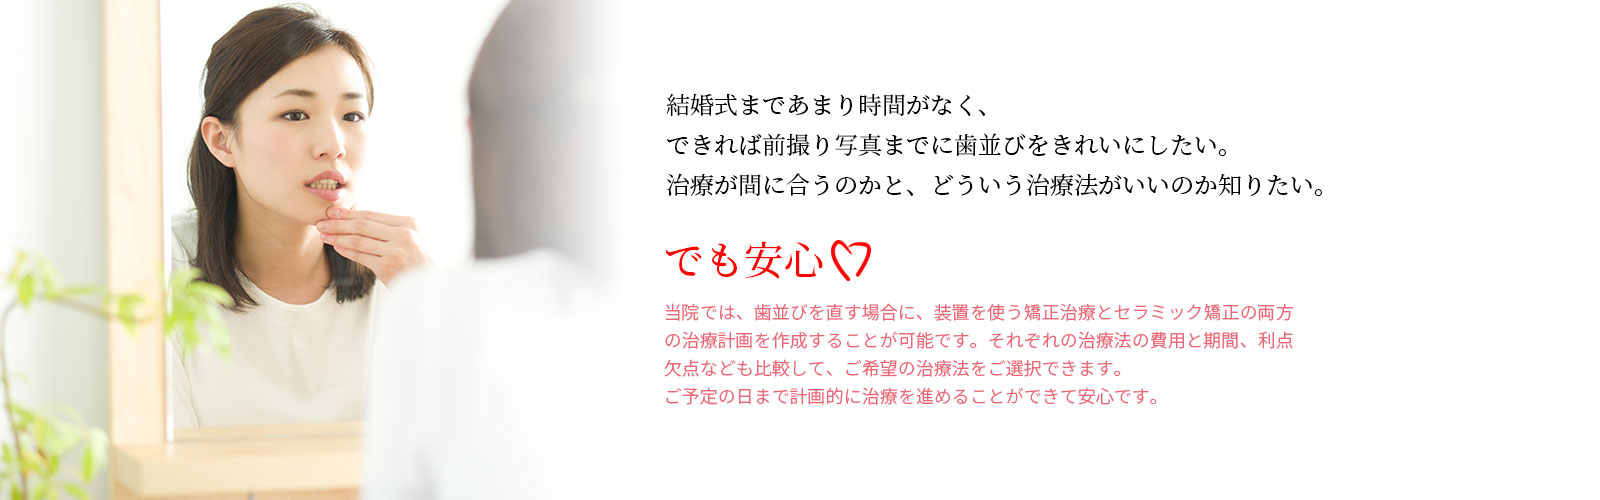 結婚式まであまり時間がなく、
できれば前撮り写真までに歯並びをきれいにしたい。
治療が間に合うのかと、どういう治療法がいいのか知りたい。
でも安心♡
当院では、歯並びを直す場合に、装置を使う矯正治療とセラミック矯正の両方
の治療計画を作成することが可能です。それぞれの治療法の費用と期間、利点
欠点なども比較して、ご希望の治療法をご選択できます。
ご予定の日まで計画的に治療を進めることができて安心です。